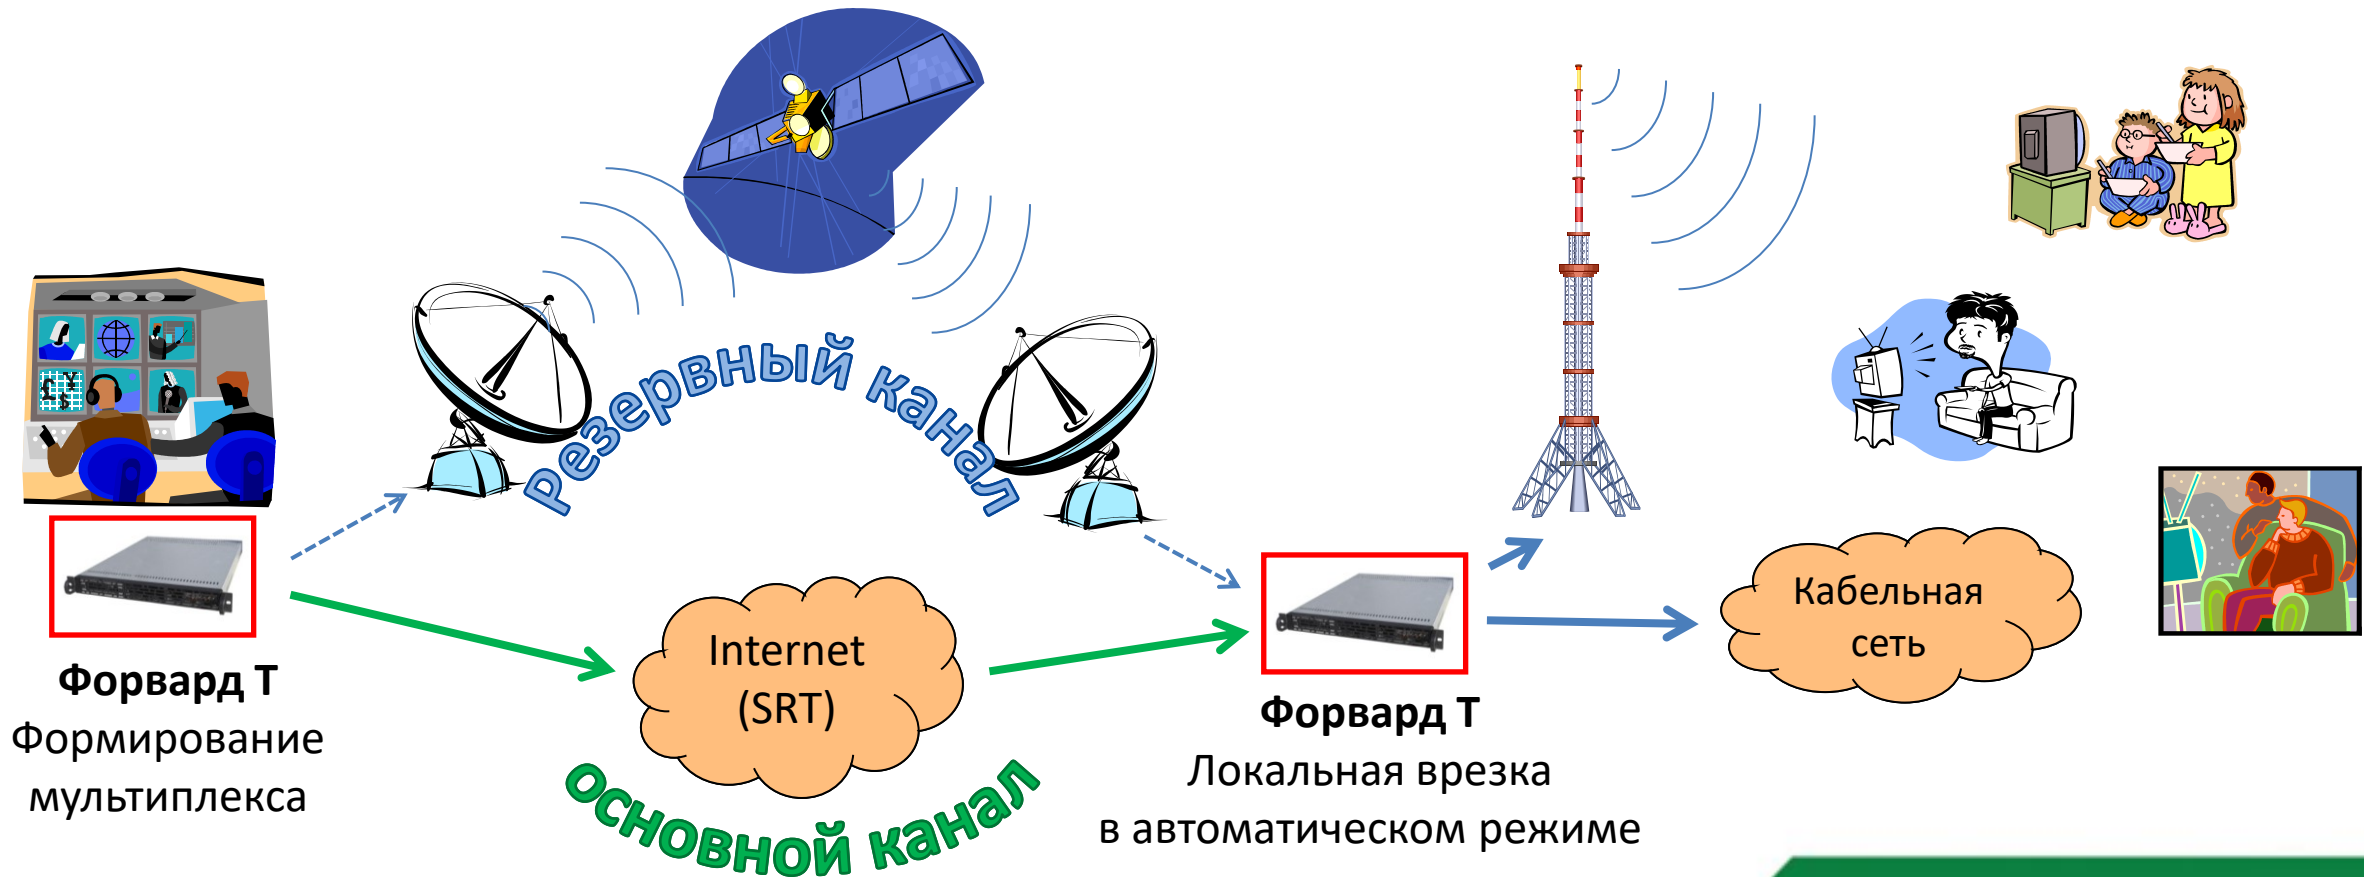 Резервный канал
Форвард Т
Формирование
мультиплекса
Internet
(SRT)
основной канал
Форвард Т
Локальная врезка
в автоматическом режиме
Кабельная
сеть
£ ¥
$